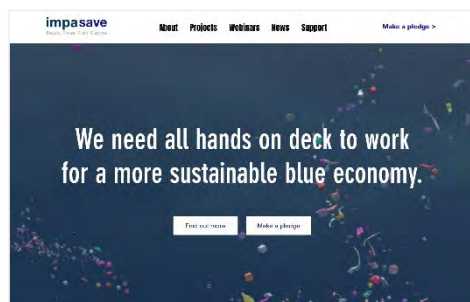 impasave
About Projects Webinars News Support
Make a pledge >
We need all hands on deck to work
for a more sustainable blue economy.
Find out more
Make a pledge